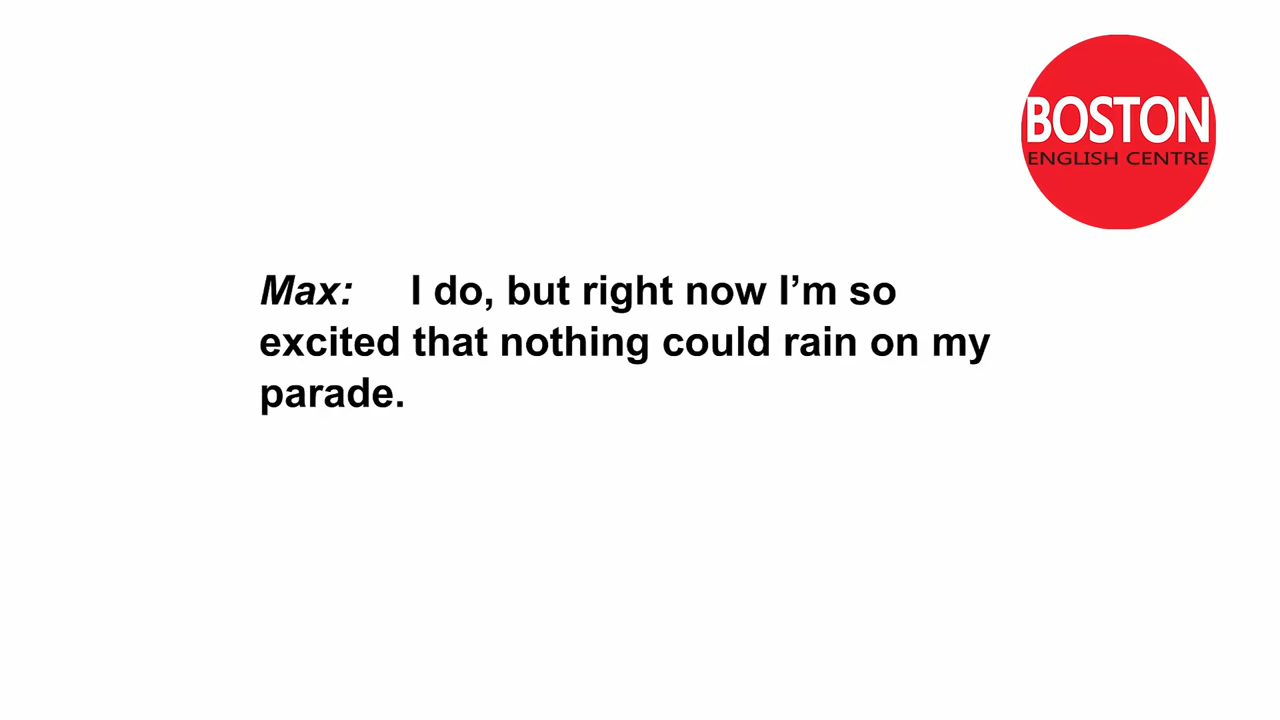 BOSTON
ENGLISH CENTRE
Max: I do, but right now I’m so
excited that nothing could rain on my
parade.